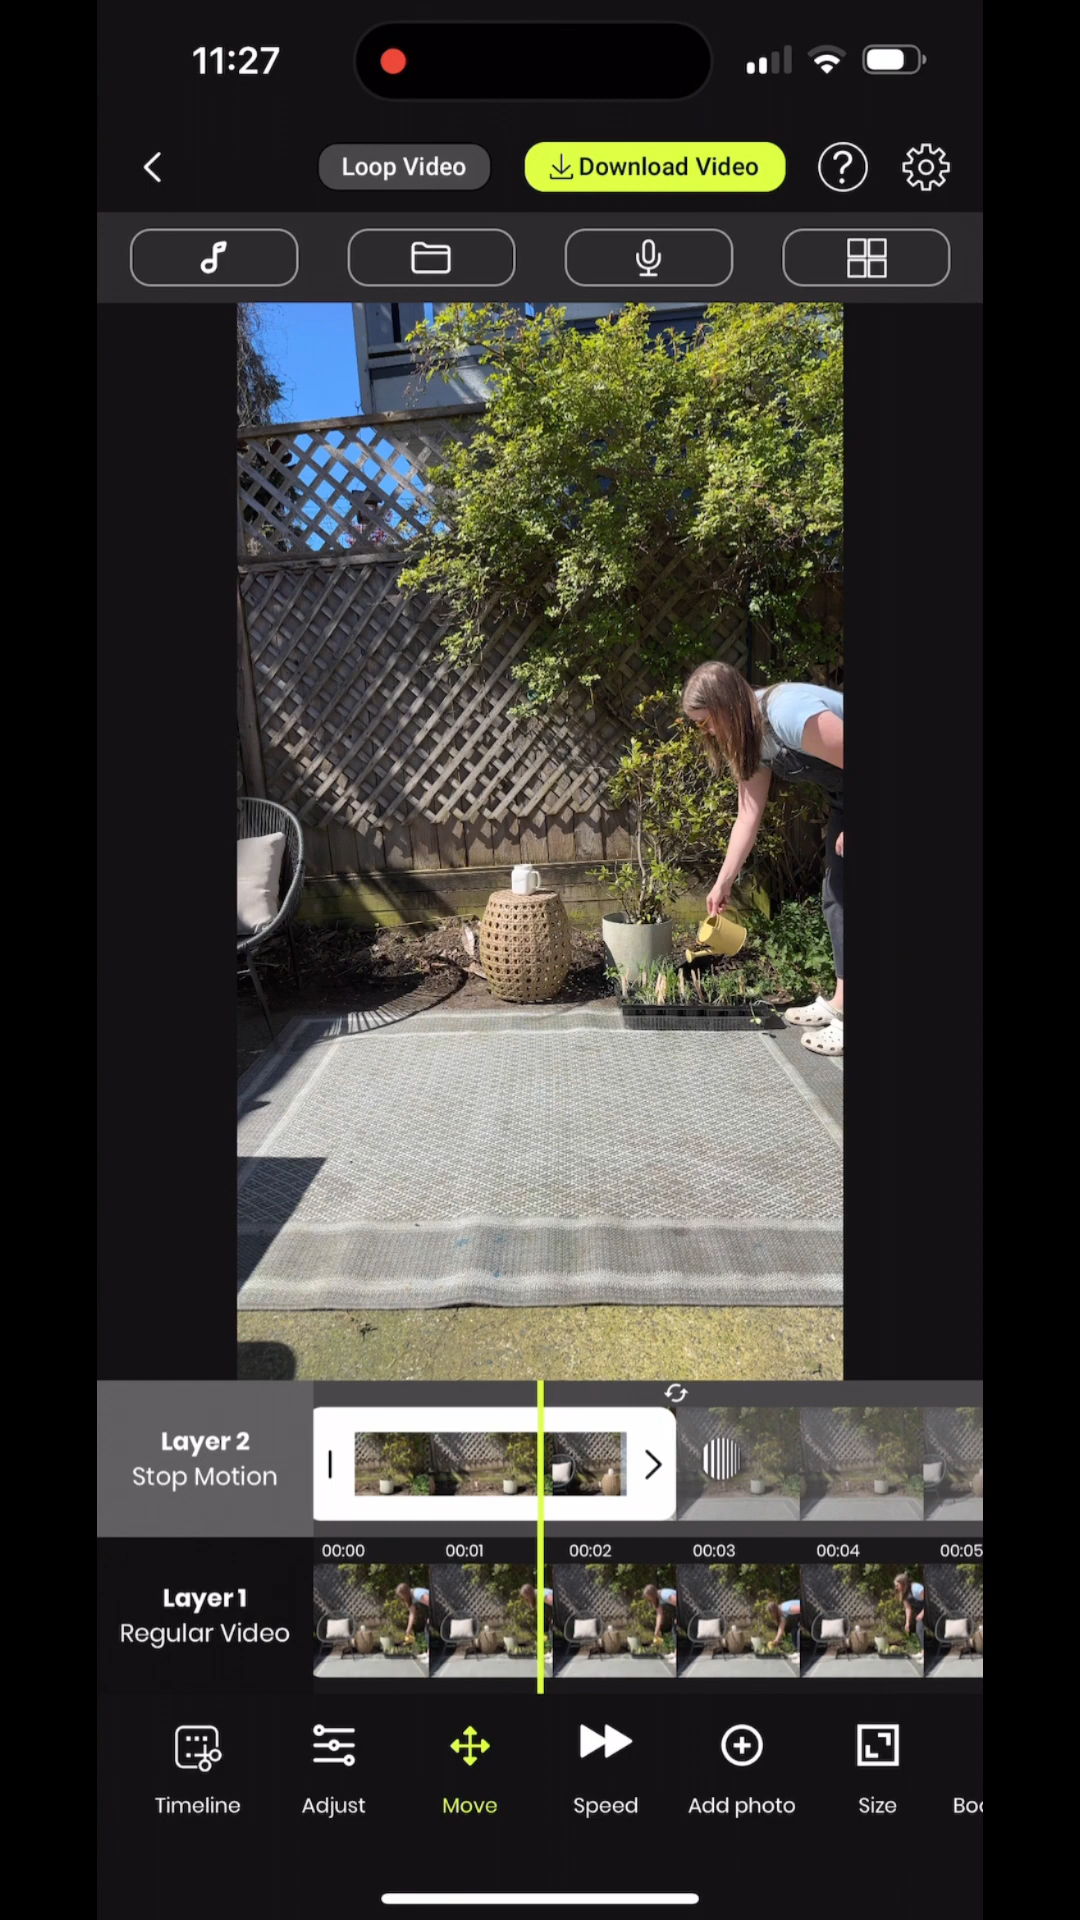 11:27
Loop Video
Download Video
Layer 2
Stop Motion
00:00 00:01 00:02 00:03 00:04 00:05
Layer 1
Regular Video
Timeline
Adjust
Move
Speed
Add photo
Size
Boo